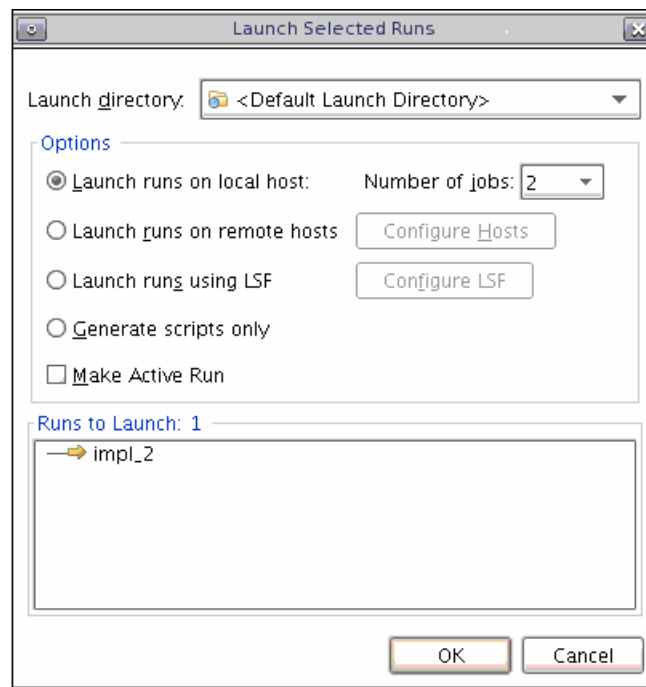 Launch Selected Runs
Launch directory: <Default Launch Directory>
Options
Launch runs on local host: Number of jobs: 2
Launch runs on remote hosts Configure Hosts
Launch runs using LSF Configure LSF
Generate scripts only
Make Active Run
Runs to Launch: 1
impl_2
OK Cancel